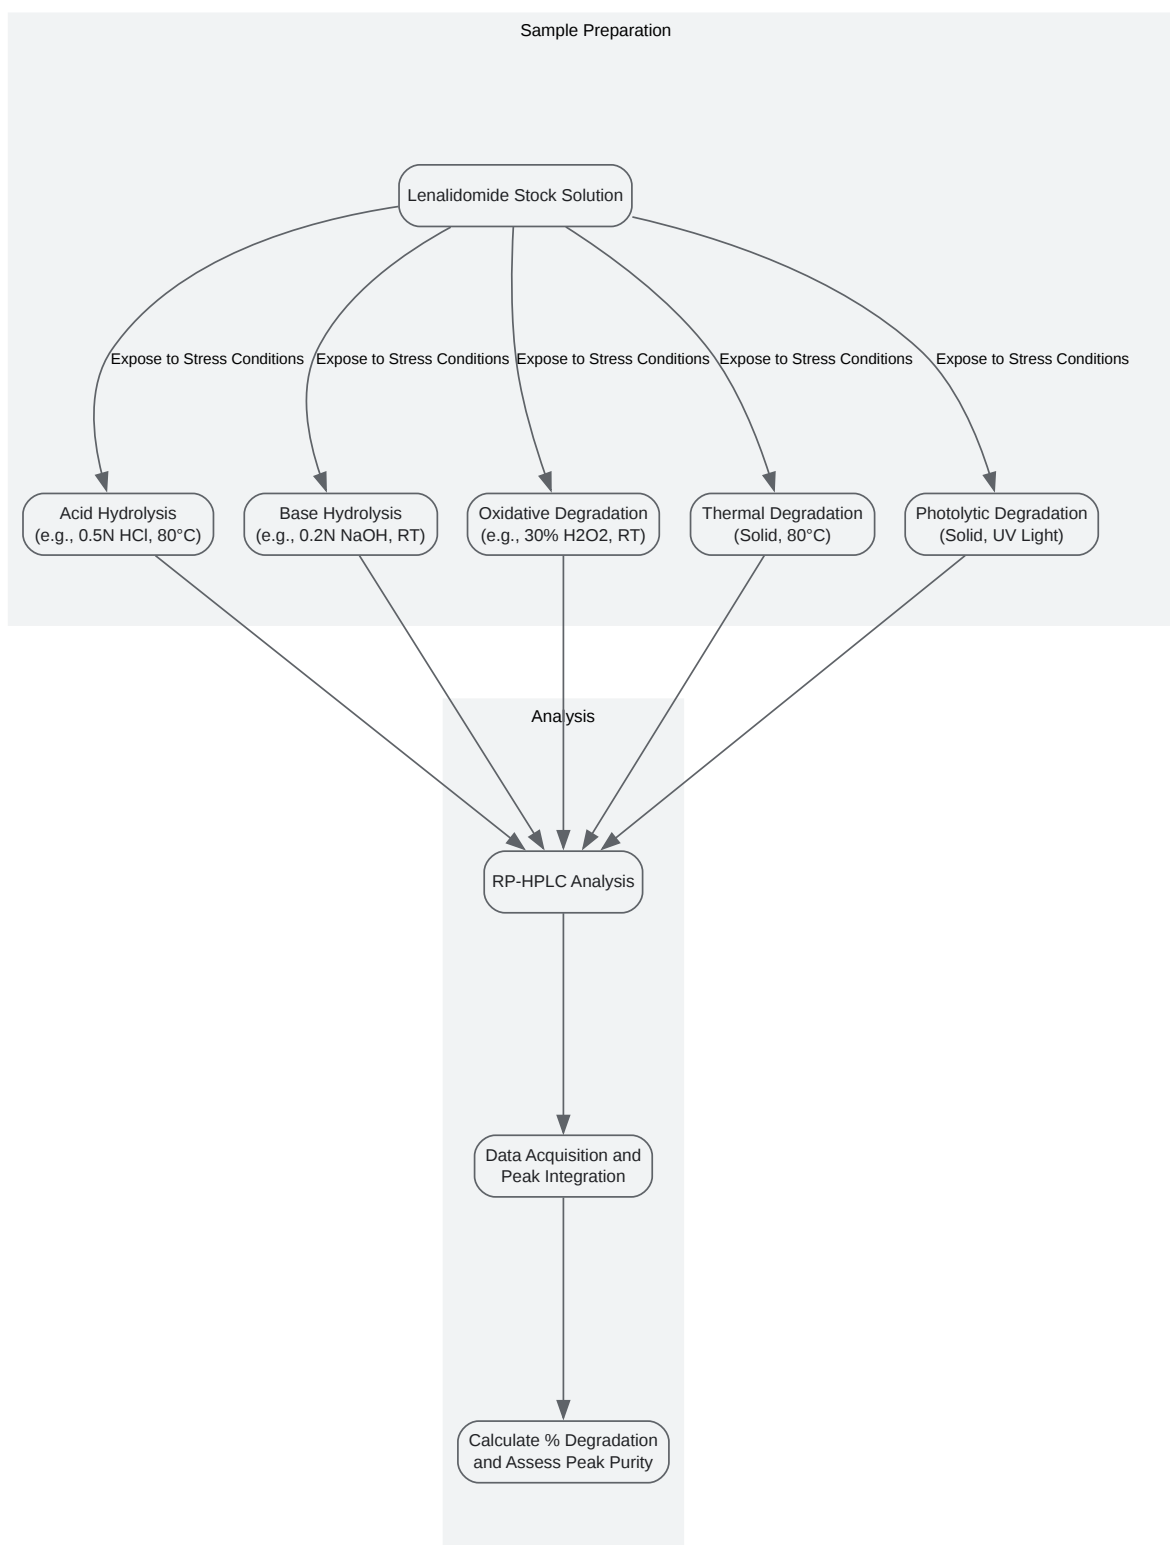 Sample Preparation
Lenalidomide Stock Solution
Expose to Stress Conditions
Expose to Stress Conditions
Expose to Stress Conditions
Expose to Stress Conditions
Expose to Stress Conditions
Acid Hydrolysis
(e.g., 0.5N HCl, 80°C)
Base Hydrolysis
(e.g., 0.2N NaOH, RT)
Oxidative Degradation
(e.g., 30% H2O2, RT)
Thermal Degradation
(Solid, 80°C)
Photolytic Degradation
(Solid, UV Light)
Analysis
RP-HPLC Analysis
Data Acquisition and
Peak Integration
Calculate % Degradation
and Assess Peak Purity